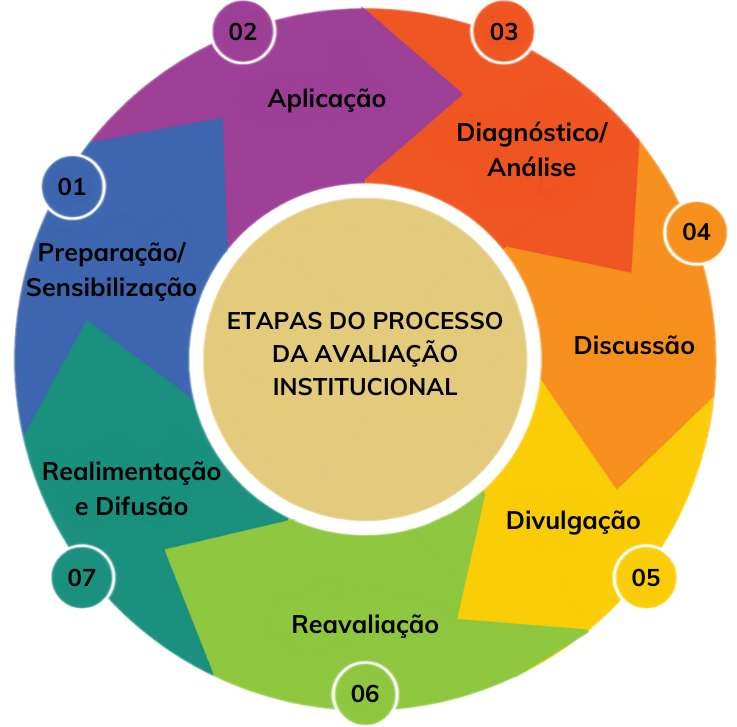 ETAPAS DO PROCESSO
DA AVALIAÇÃO
INSTITUCIONAL
01
Preparação/
Sensibilização
02
Aplicação
03
Diagnóstico/
Análise
04
Discussão
05
Divulgação
06
Reavaliação
07
Realimentação
e Difusão